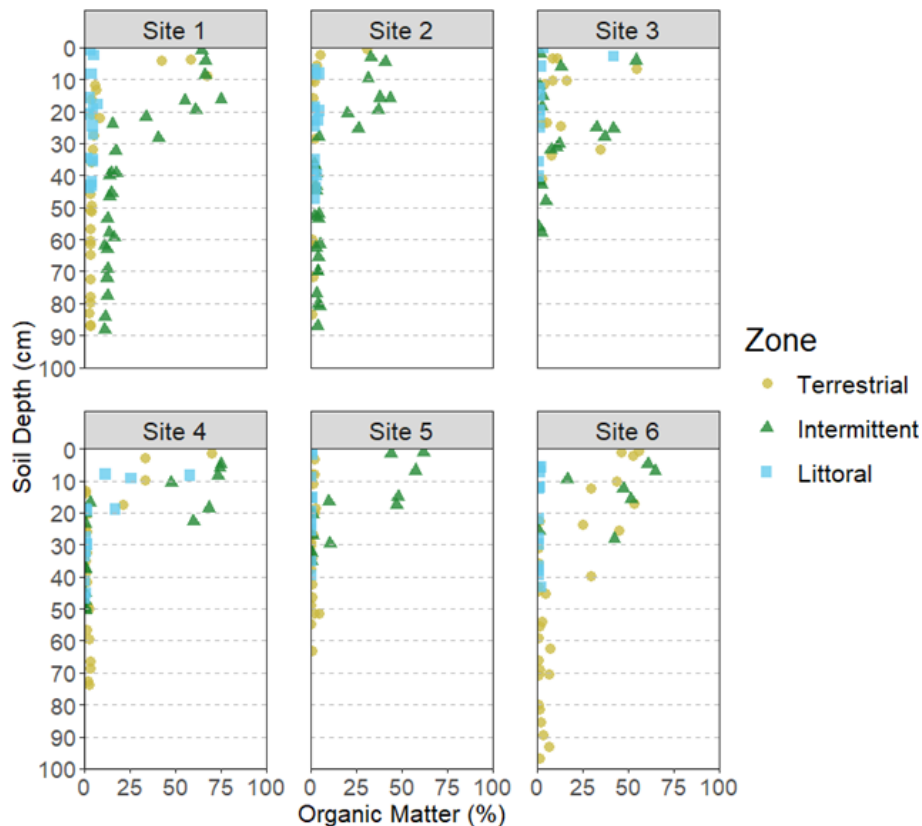 Site 1
Site 2
Site 3
0
10
20
30
40
50
60
70
80
90
100
Site 4
Site 5
Site 6
0
10
20
30
40
50
60
70
80
90
100
0 25 50 75 100
0 25 50 75 100
0 25 50 75 100
Soil Depth (cm)
Organic Matter (%)
Zone
Terrestrial
Intermittent
Littoral